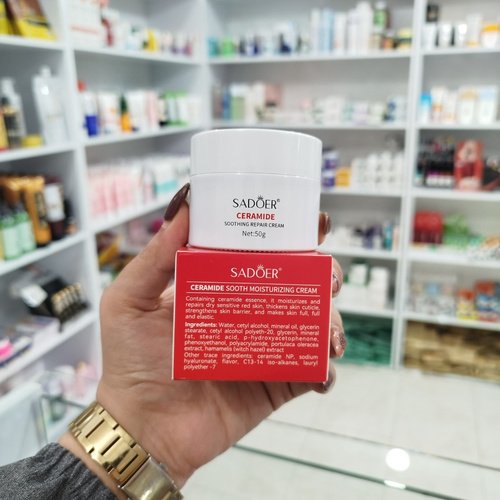 SADOER®
CERAMIDE
SOOTHING REPAIR CREAM
Net:50g
SADOER®
CERAMIDE SOOTH MOISTURIZING CREAM
Containing ceramide essence, it moisturizes and
repairs dry sensitive red skin, thickens skin cuticle,
strengthens skin barrier, and makes skin full, full
and elastic.
Ingredients: Water, cetyl alcohol, mineral oil, glycerin
stearate, cetyl alcohol polyeth-20, glycerin, mineral
fat, stearic acid, p-hydroxyacetophenone,
phenoxyethanol, polyacrylamide, portulaca oleracea
extract, hamamelis (witch hazel) extract
Other trace ingredients: ceramide NP, sodium
hyaluronate, flavor, C13-14 iso-alkanes, lauryl
polyether -7